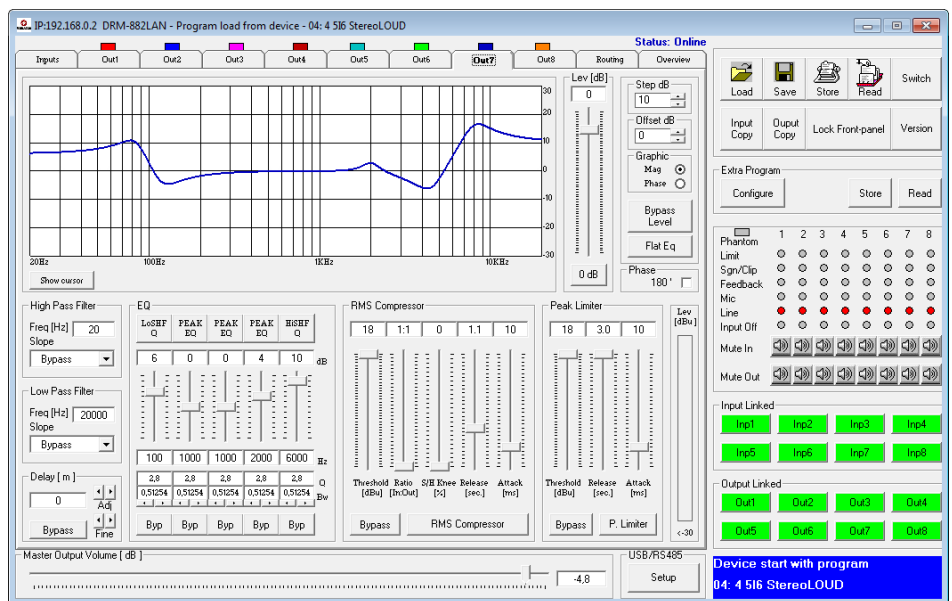 IP:192.168.0.2 DRM-882LAN - Program load from device - 04: 4 5I6 StereoLOUD
Status: Online
Inputs Out1 Out2 Out3 Out4 Out5 Out6 Out7 Out8 Routing Overview
30
20
10
0
-10
-20
-30
20Hz 100Hz 1KHz 10KHz
Show cursor
Lev [dB]
0
0 dB
Step dB
10
Offset dB
0
Graphic
Mag
Phase
Bypass Level
Flat Eq
Phase
180 '
High Pass Filter
Freq [Hz] 20
Slope
Bypass
Low Pass Filter
Freq [Hz] 20000
Slope
Bypass
Delay [ m ]
0
Adj
Bypass
Fine
EQ
LoSHF Q PEAK EQ PEAK EQ PEAK EQ HiSHF Q
6 0 0 4 10 dB
100 1000 1000 2000 6000 Hz
2,8 2,8 2,8 2,8 2,8 Q
0,51254 0,51254 0,51254 0,51254 0,51254 Bw
Byp Byp Byp Byp Byp
RMS Compressor
18 1:1 0 1.1 10
Threshold [dBu] Ratio [In:Out] S/H Knee [%] Release [sec.] Attack [ms]
Bypass RMS Compressor
Peak Limiter
18 3.0 10
Threshold [dBu] Release [sec.] Attack [ms]
Bypass P. Limiter
Lev [dBu]
<-30
Master Output Volume [ dB ]
-4,8
USB/RS485
Setup
Load Save Store Read Switch
Input Copy Ouput Copy Lock Front-panel Version
Extra Program
Configure Store Read
Phantom 1 2 3 4 5 6 7 8
Limit
Sgn/Clip
Feedback
Mic
Line
Input Off
Mute In
Mute Out
Input Linked
Inp1 Inp2 Inp3 Inp4
Inp5 Inp6 Inp7 Inp8
Output Linked
Out1 Out2 Out3 Out4
Out5 Out6 Out7 Out8
Device start with program
04: 4 5I6 StereoLOUD